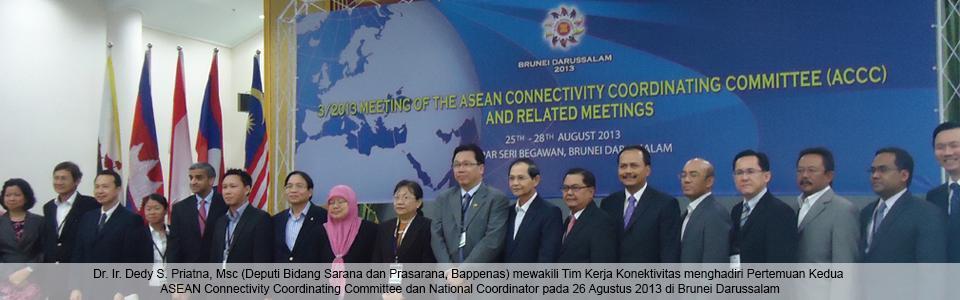 BRUNEI DARUSSALAM
2013
3/2013 MEETING OF THE ASEAN CONNECTIVITY COORDINATING COMMITTEE (ACCC)
AND RELATED MEETINGS
25TH - 28TH AUGUST 2013
AR SERI BEGAWAN, BRUNEI DARUSSALAM
Dr. Ir. Dedy S. Priatna, Msc (Deputi Bidang Sarana dan Prasarana, Bappenas) mewakili Tim Kerja Konektivitas menghadiri Pertemuan Kedua
ASEAN Connectivity Coordinating Committee dan National Coordinator pada 26 Agustus 2013 di Brunei Darussalam